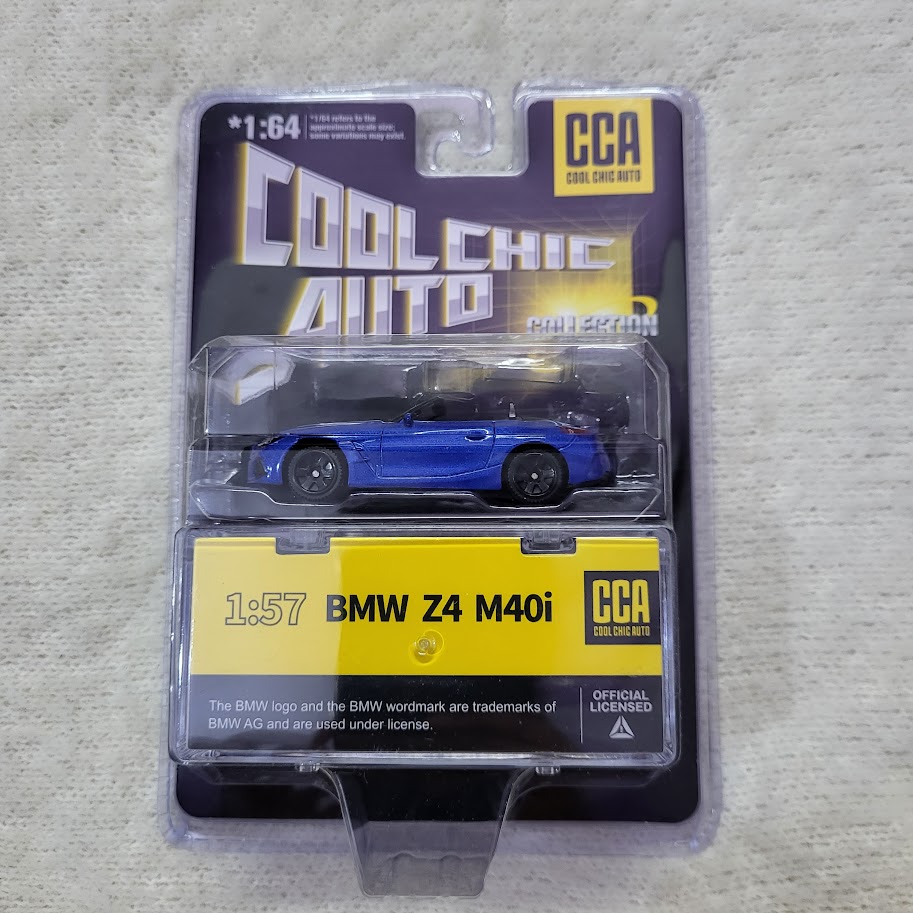 *1:64
*1/64 refers to the
approximate scale size;
some variations may exist.
CCA
COOL CHIC AUTO
COOL CHIC
AUTO
COLLECTION
1:57 BMW Z4 M40i
CCA
COOL CHIC AUTO
The BMW logo and the BMW wordmark are trademarks of
BMW AG and are used under license.
OFFICIAL
LICENSED